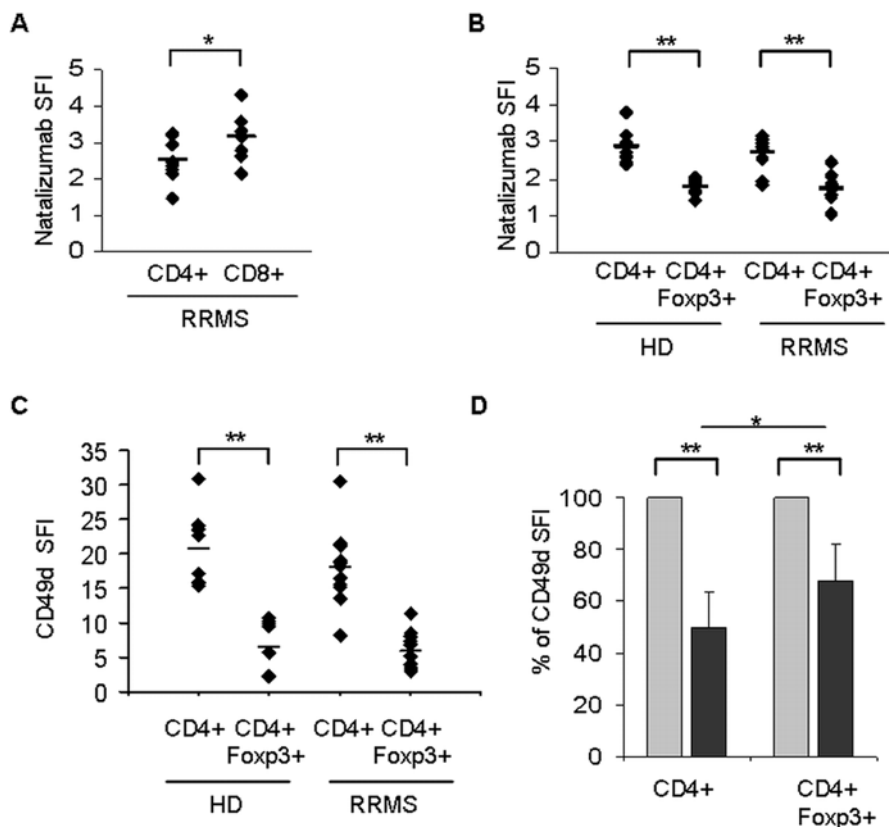 A
*
Natalizumab SFI
5
4
3
2
1
0
CD4+ CD8+
RRMS
B
** **
Natalizumab SFI
5
4
3
2
1
0
CD4+ CD4+ CD4+ CD4+
Foxp3+ Foxp3+
HD RRMS
C
** **
CD49d SFI
35
30
25
20
15
10
5
0
CD4+ CD4+ CD4+ CD4+
Foxp3+ Foxp3+
HD RRMS
D
*
** **
% of CD49d SFI
100
80
60
40
20
0
CD4+ CD4+
Foxp3+